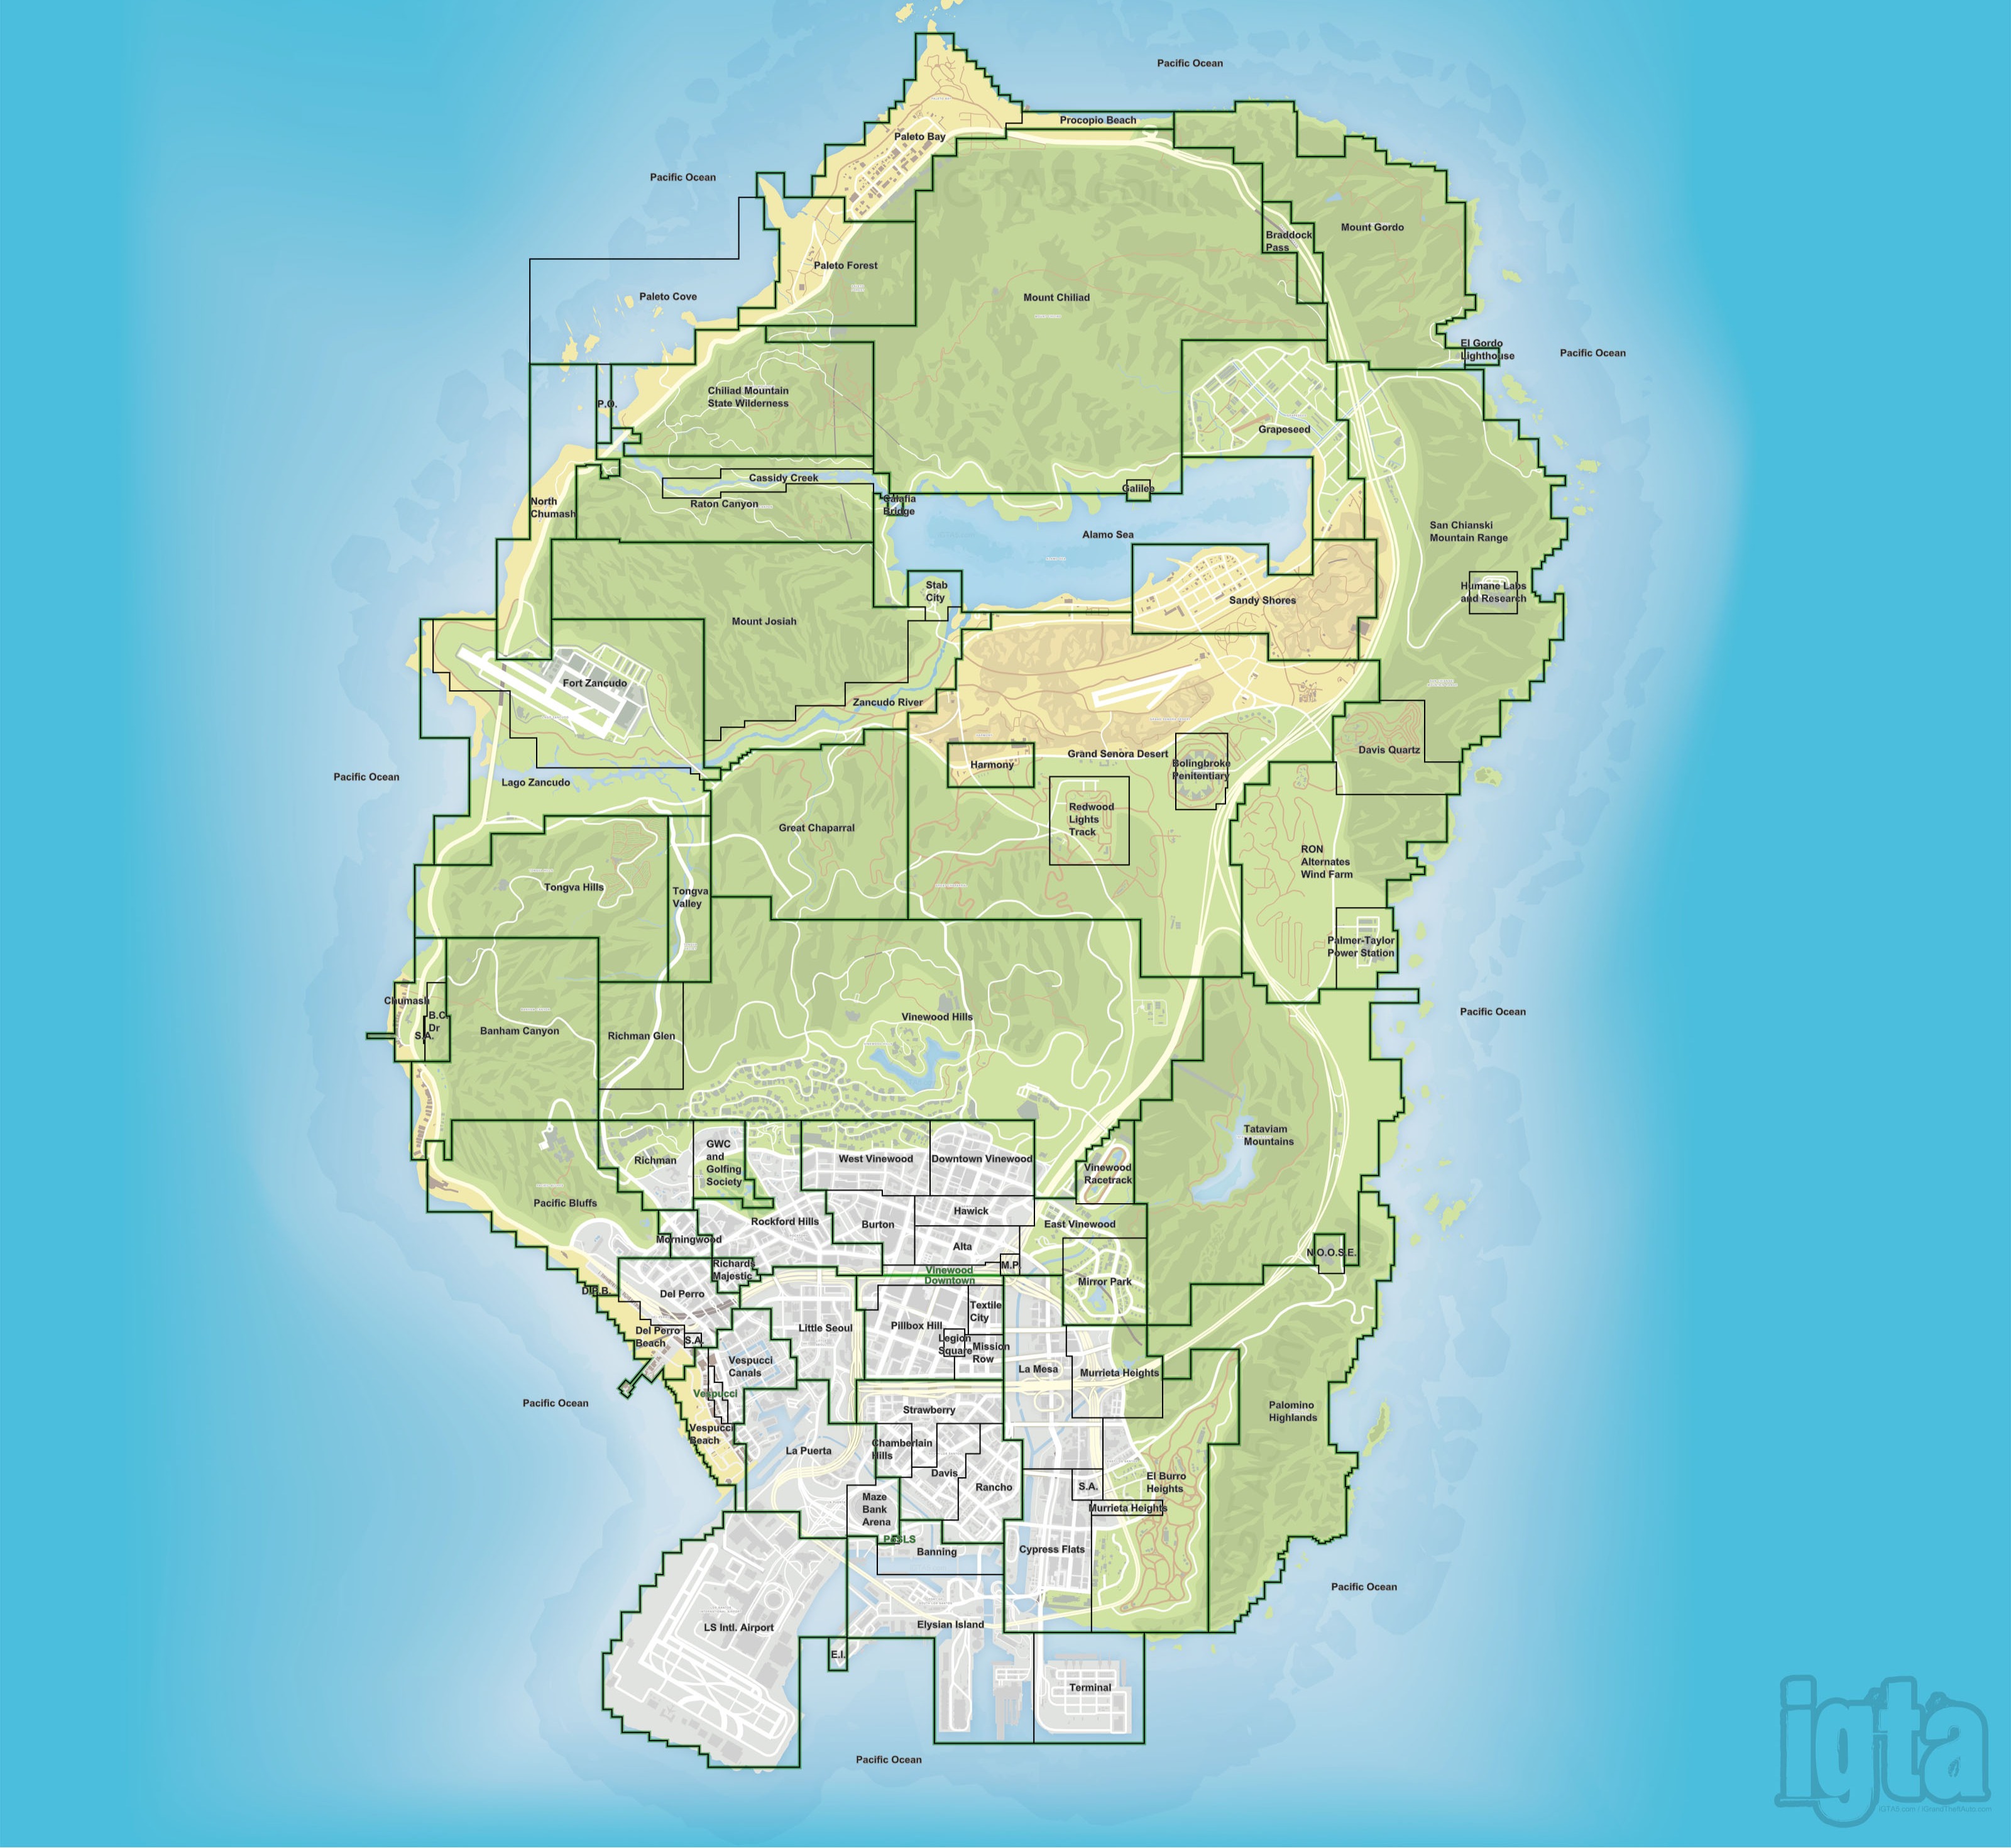 Pacific Ocean
Procopio Beach
Paleto Bay
Pacific Ocean
Mount Gordo
Braddock
Pass
Paleto Forest
Paleto Cove
Mount Chiliad
El Gordo
Lighthouse
Pacific Ocean
Chiliad Mountain
State Wilderness
P.O.
Grapeseed
Cassidy Creek
Galilee
North
Chumash
Raton Canyon
Calafia
Bridge
San Chianski
Mountain Range
Alamo Sea
Stab
City
Humane Labs
and Research
Sandy Shores
Mount Josiah
Fort Zancudo
Zancudo River
Davis Quartz
Grand Senora Desert
Harmony
Bolingbroke
Penitentiary
Pacific Ocean
Lago Zancudo
Redwood
Lights
Track
Great Chaparral
RON
Alternates
Wind Farm
Tongva Hills
Tongva
Valley
Palmer-Taylor
Power Station
Chumash
B.C.
Dr
S.A.
Banham Canyon
Richman Glen
Vinewood Hills
Pacific Ocean
Tataviam
Mountains
GWC
and
Golfing
Society
Richman
West Vinewood
Downtown Vinewood
Vinewood
Racetrack
Pacific Bluffs
Rockford Hills
Burton
Hawick
East Vinewood
Morningwood
Alta
N.O.O.S.E.
Richards
Majestic
M.P.
Vinewood
Downtown
Mirror Park
Del Perro
Textile
City
Little Seoul
Pillbox Hill
Del Perro
Beach
S.A.
Legion
Square
Mission
Row
Vespucci
Canals
La Mesa
Murrieta Heights
Vespucci
Pacific Ocean
Strawberry
Palomino
Highlands
Vespucci
Beach
La Puerta
Chamberlain
Hills
Davis
Rancho
S.A.
El Burro
Heights
Maze
Bank
Arena
Murrieta Heights
PoSLS
Banning
Cypress Flats
Pacific Ocean
LS Intl. Airport
Elysian Island
E.I.
Terminal
Pacific Ocean
igta